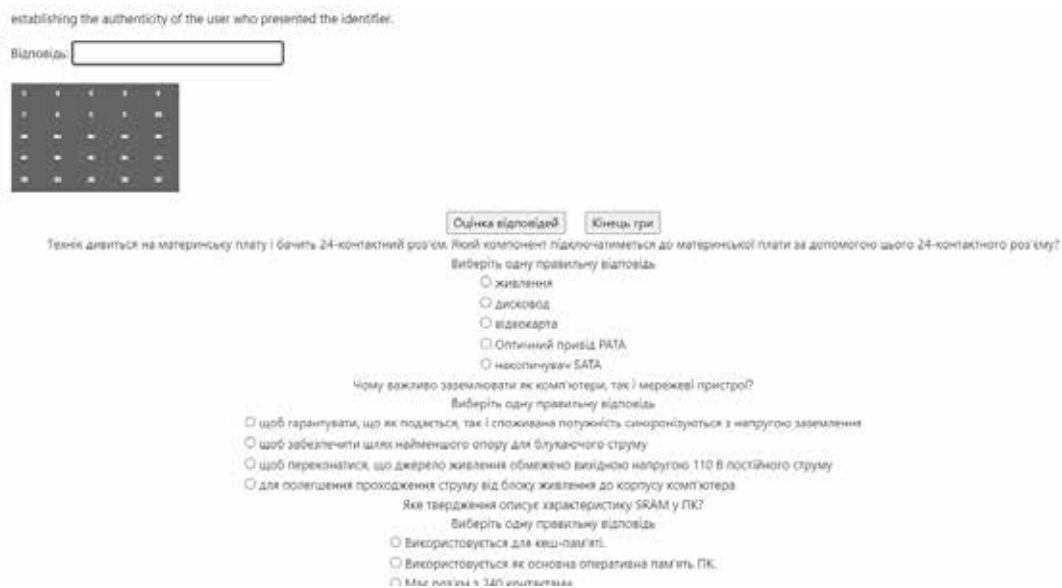 establishing the authenticity of the user who presented the identifier.
Відповідь:
Оцінка відповідей Кінець гри
Технік дивиться на материнську плату і бачить 24-контактний роз'єм. Який компонент підключатиметься до материнської плати за допомогою цього 24-контактного роз'єму?
Виберіть одну правильну відповідь
живлення
дисковод
відеокарта
Оптичний привід PATA
накопичувач SATA
Чому важливо заземлювати як комп'ютери, так і мережеві пристрої?
Виберіть одну правильну відповідь
щоб гарантувати, що як подається, так і споживана потужність синхронізуються з напругою заземлення
щоб забезпечити шлях найменшого опору для блукаючого струму
щоб переконатися, що джерело живлення обмежено вихідною напругою 110 В постійного струму
для полегшення проходження струму від блоку живлення до корпусу комп'ютера
Яке твердження описує характеристику SRAM у ПК?
Виберіть одну правильну відповідь
Використовується для кеш-пам'яті.
Використовується як основна оперативна пам'ять ПК.
Має роз'єм з 240 контактами